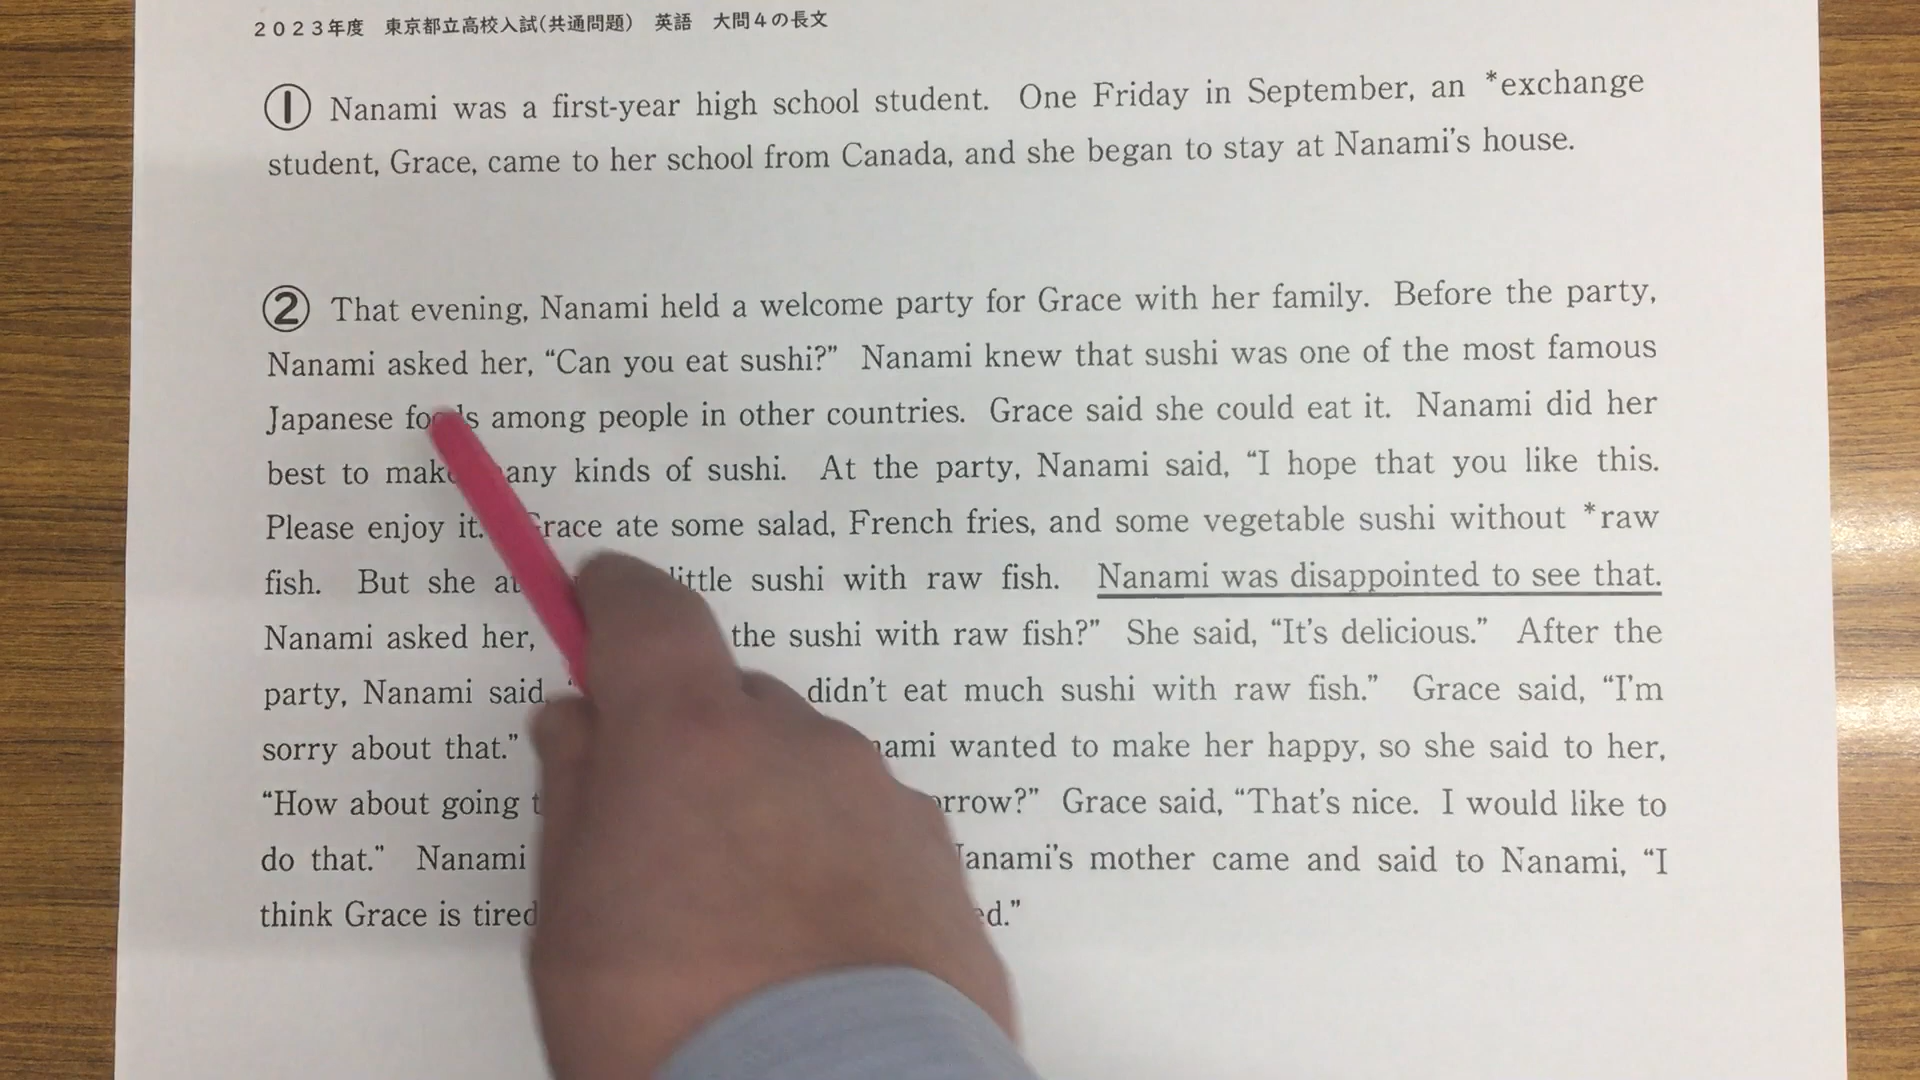 2023年度 東京都立高校入試(共通問題) 英語 大問4の長文
① Nanami was a first-year high school student. One Friday in September, an *exchange
student, Grace, came to her school from Canada, and she began to stay at Nanami's house.
② That evening, Nanami held a welcome party for Grace with her family. Before the party,
Nanami asked her, “Can you eat sushi?” Nanami knew that sushi was one of the most famous
Japanese foods among people in other countries. Grace said she could eat it. Nanami did her
best to make many kinds of sushi. At the party, Nanami said, “I hope that you like this.
Please enjoy it. Grace ate some salad, French fries, and some vegetable sushi without *raw
fish. But she little sushi with raw fish. Nanami was disappointed to see that.
Nanami asked her, the sushi with raw fish?” She said, “It's delicious.” After the
party, Nanami said, didn't eat much sushi with raw fish.” Grace said, “I'm
sorry about that.” Nanami wanted to make her happy, so she said to her,
“How about going tomorrow?” Grace said, “That's nice. I would like to
do that.” Nanami Nanami's mother came and said to Nanami, “I
think Grace is tired